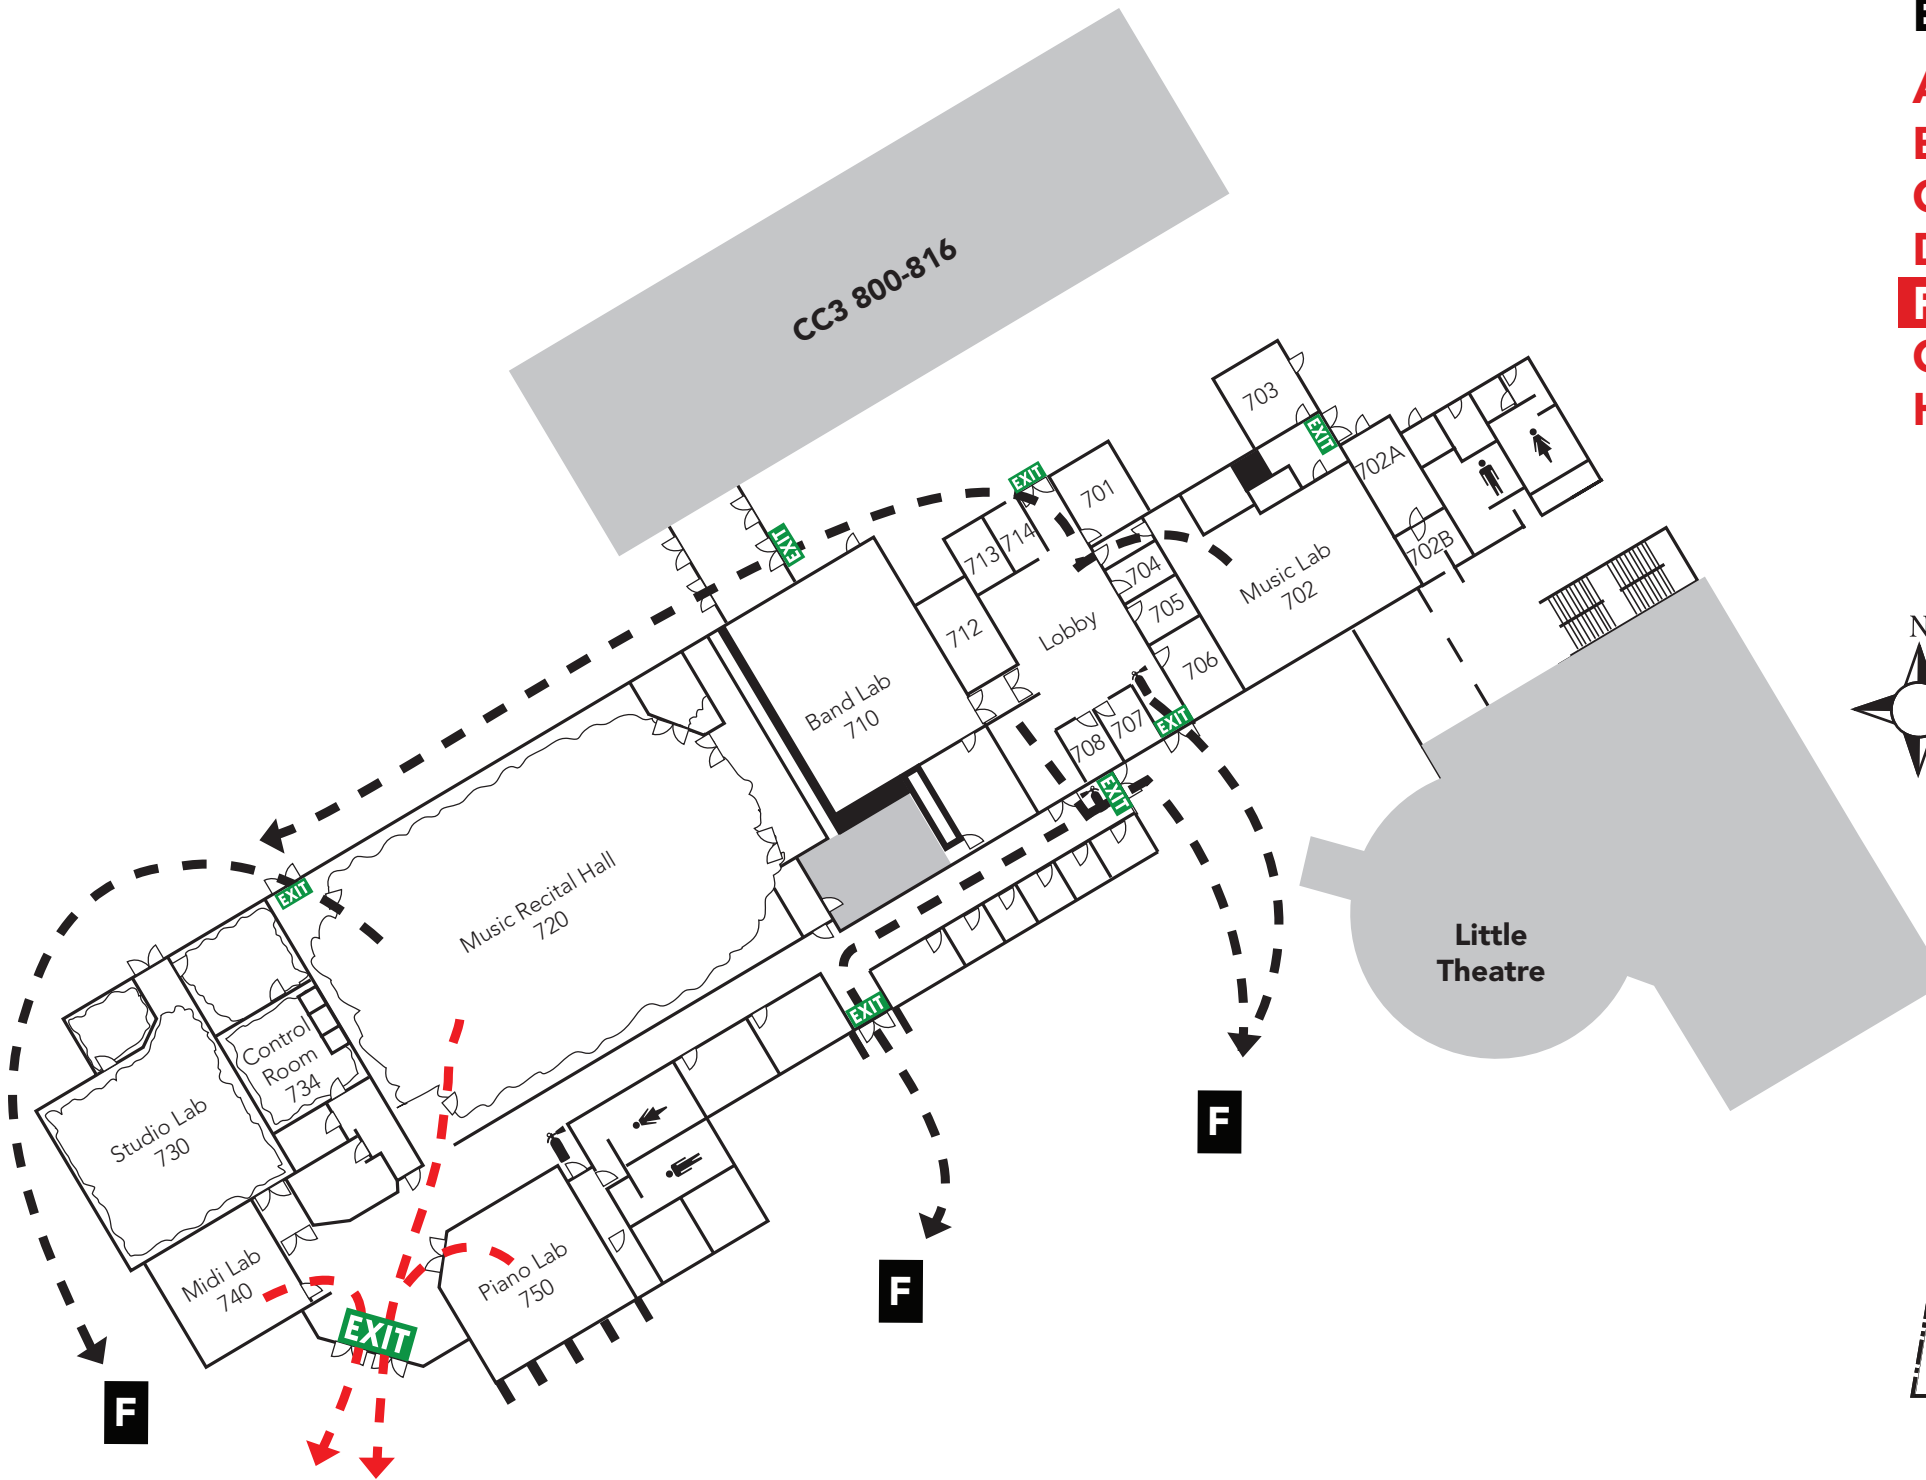 CC3 800-816
703
EXIT
702A
EXIT
701
713
714
EXIT
702B
704
Music Lab
702
705
712
Lobby
706
N
Band Lab
710
707
708
EXIT
EXIT
Music Recital Hall
720
EXIT
Little
Theatre
EXIT
Control
Room
734
Studio Lab
730
F
Midi Lab
740
Piano Lab
750
F
EXIT
F